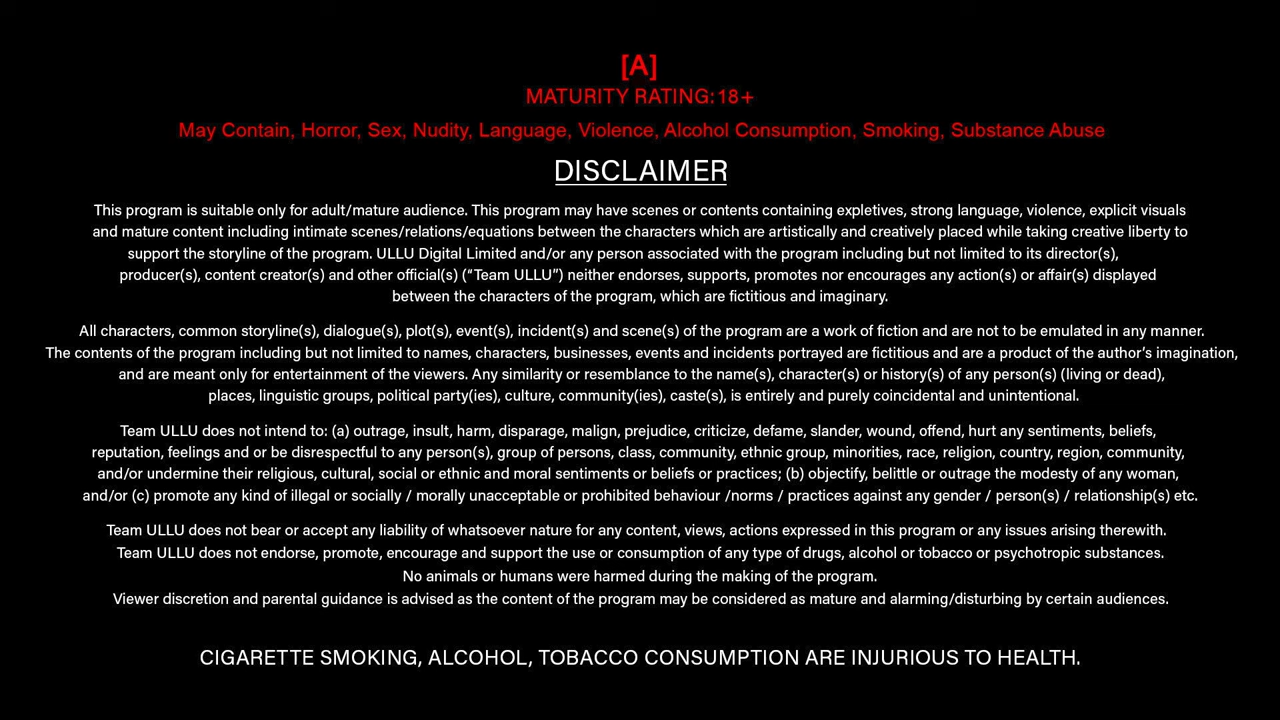 [A]
MATURITY RATING:18+
May Contain, Horror, Sex, Nudity, Language, Violence, Alcohol Consumption, Smoking, Substance Abuse
DISCLAIMER
This program is suitable only for adult/mature audience. This program may have scenes or contents containing expletives, strong language, violence, explicit visuals
and mature content including intimate scenes/relations/equations between the characters which are artistically and creatively placed while taking creative liberty to
support the storyline of the program. ULLU Digital Limited and/or any person associated with the program including but not limited to its director(s),
producer(s), content creator(s) and other official(s) (“Team ULLU”) neither endorses, supports, promotes nor encourages any action(s) or affair(s) displayed
between the characters of the program, which are fictitious and imaginary.
All characters, common storyline(s), dialogue(s), plot(s), event(s), incident(s) and scene(s) of the program are a work of fiction and are not to be emulated in any manner.
The contents of the program including but not limited to names, characters, businesses, events and incidents portrayed are fictitious and are a product of the author’s imagination,
and are meant only for entertainment of the viewers. Any similarity or resemblance to the name(s), character(s) or history(s) of any person(s) (living or dead),
places, linguistic groups, political party(ies), culture, community(ies), caste(s), is entirely and purely coincidental and unintentional.
Team ULLU does not intend to: (a) outrage, insult, harm, disparage, malign, prejudice, criticize, defame, slander, wound, offend, hurt any sentiments, beliefs,
reputation, feelings and or be disrespectful to any person(s), group of persons, class, community, ethnic group, minorities, race, religion, country, region, community,
and/or undermine their religious, cultural, social or ethnic and moral sentiments or beliefs or practices; (b) objectify, belittle or outrage the modesty of any woman,
and/or (c) promote any kind of illegal or socially / morally unacceptable or prohibited behaviour /norms / practices against any gender / person(s) / relationship(s) etc.
Team ULLU does not bear or accept any liability of whatsoever nature for any content, views, actions expressed in this program or any issues arising therewith.
Team ULLU does not endorse, promote, encourage and support the use or consumption of any type of drugs, alcohol or tobacco or psychotropic substances.
No animals or humans were harmed during the making of the program.
Viewer discretion and parental guidance is advised as the content of the program may be considered as mature and alarming/disturbing by certain audiences.
CIGARETTE SMOKING, ALCOHOL, TOBACCO CONSUMPTION ARE INJURIOUS TO HEALTH.